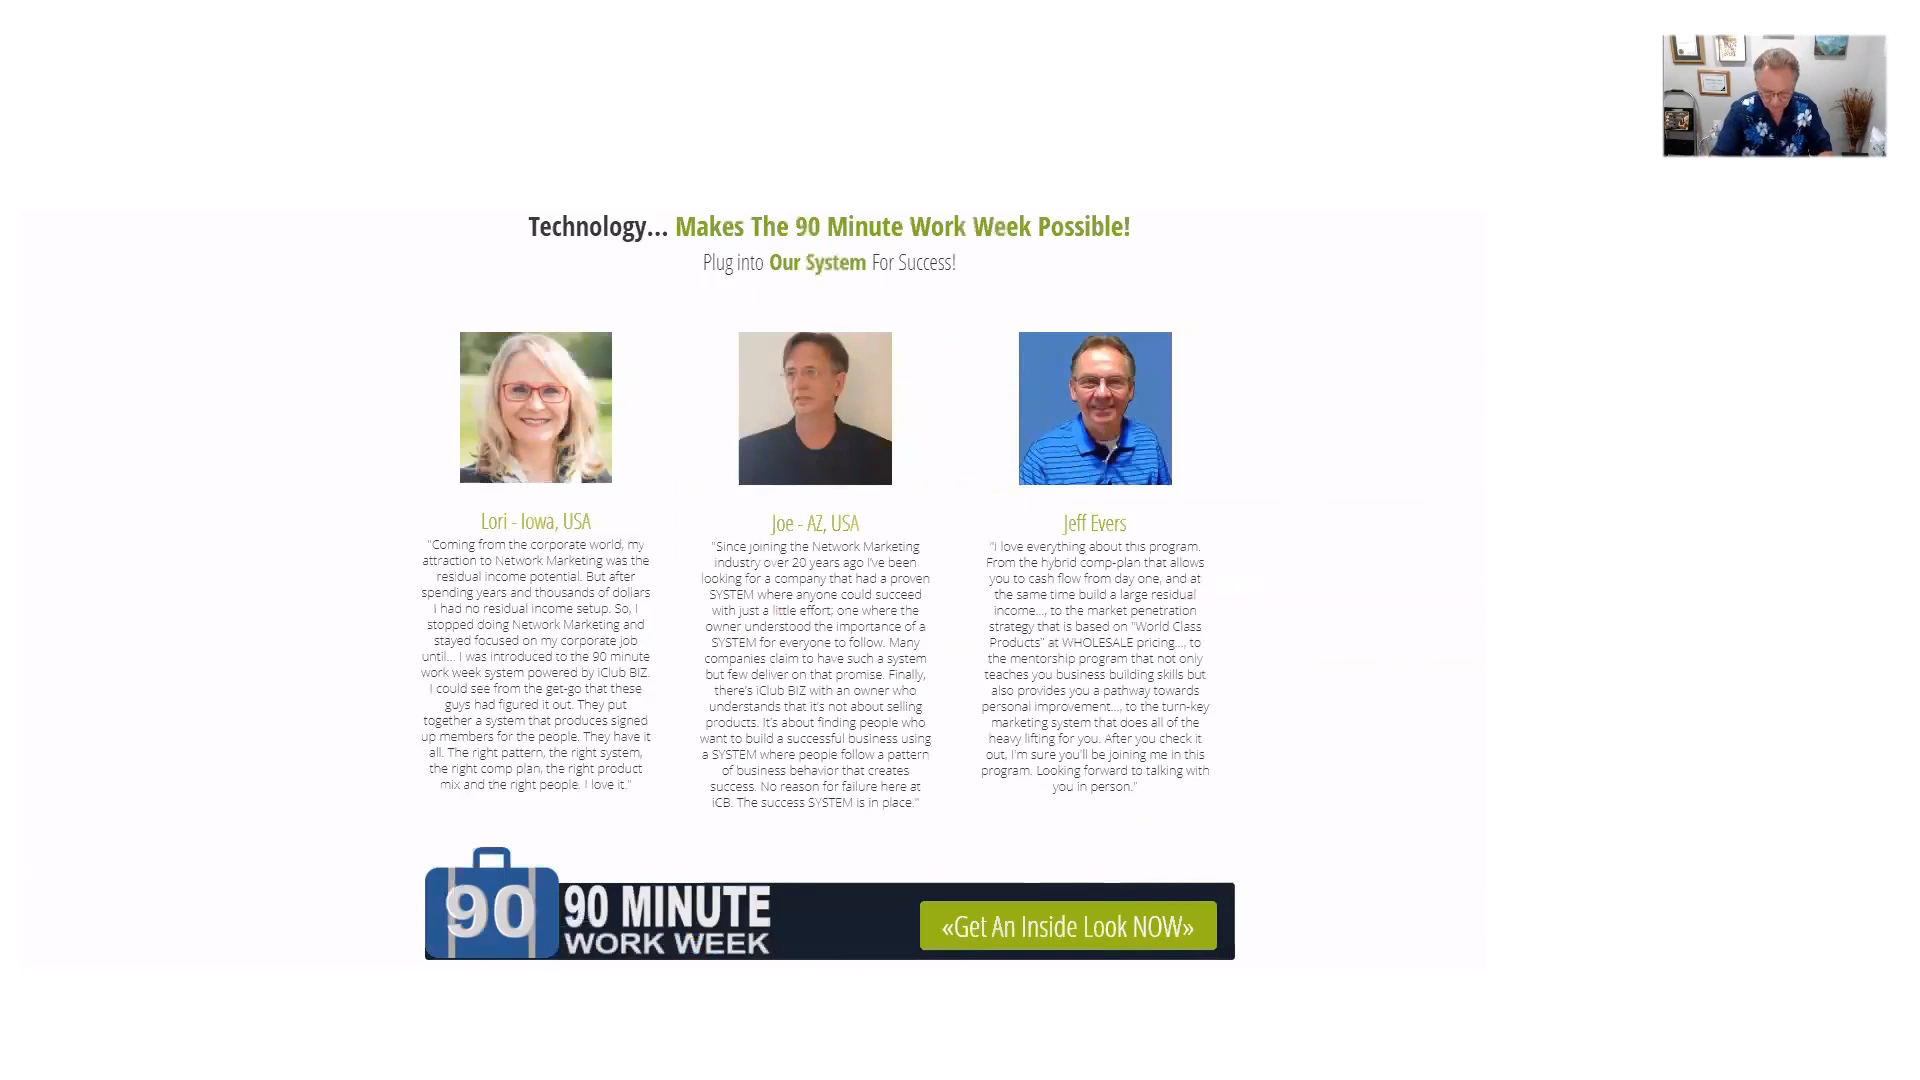 Technology... Makes The 90 Minute Work Week Possible!
Plug into Our System For Success!
Lori - Iowa, USA
"Coming from the corporate world, my
attraction to Network Marketing was the
residual income potential. But after
spending years and thousands of dollars
I had no residual income setup. So, I
stopped doing Network Marketing and
stayed focused on my corporate job
until... I was introduced to the 90 minute
work week system powered by iClub BIZ.
I could see from the get-go that these
guys had figured it out. They put
together a system that produces signed
up members for the people. They have it
all. The right pattern, the right system,
the right comp plan, the right product
mix and the right people. I love it."
Joe - AZ, USA
"Since joining the Network Marketing
industry over 20 years ago I've been
looking for a company that had a proven
SYSTEM where anyone could succeed
with just a little effort; one where the
owner understood the importance of a
SYSTEM for everyone to follow. Many
companies claim to have such a system
but few deliver on that promise. Finally,
there's iClub BIZ with an owner who
understands that it's not about selling
products. It's about finding people who
want to build a successful business using
a SYSTEM where people follow a pattern
of business behavior that creates
success. No reason for failure here at
iCB. The success SYSTEM is in place."
Jeff Evers
"I love everything about this program.
From the hybrid comp-plan that allows
you to cash flow from day one, and at
the same time build a large residual
income..., to the market penetration
strategy that is based on "World Class
Products" at WHOLESALE pricing..., to
the mentorship program that not only
teaches you business building skills but
also provides you a pathway towards
personal improvement..., to the turn-key
marketing system that does all of the
heavy lifting for you. After you check it
out, I'm sure you'll be joining me in this
program. Looking forward to talking with
you in person."
90
90 MINUTE
WORK WEEK
«Get An Inside Look NOW»